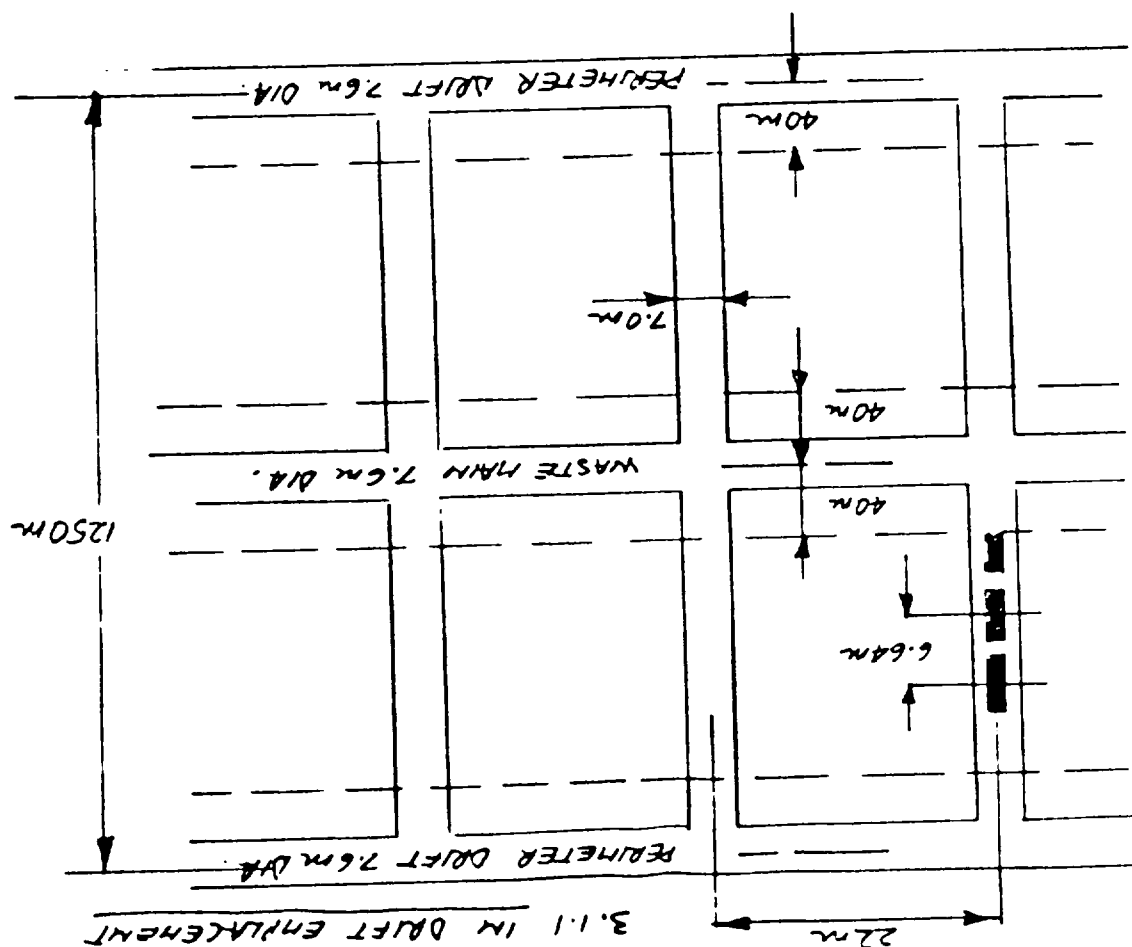 3.1.1 IN DRIFT EMPLACEMENT
22m
PERIMETER DRIFT 7.6m DIA
6.64m
1250m
40m
WASTE MAIN 7.6m DIA.
40m
7.0m
40m
PERIMETER DRIFT 7.6m DIA.